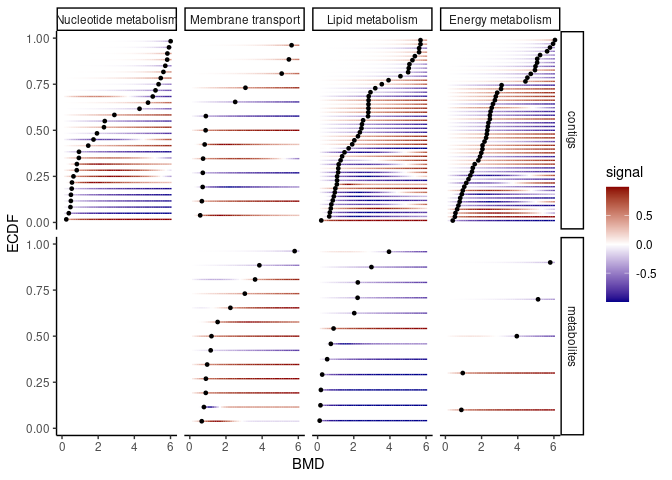 Nucleotide metabolism Membrane transport Lipid metabolism Energy metabolism
1.00
0.75
0.50
0.25
0.00
contigs
1.00
0.75
0.50
0.25
0.00
metabolites
0 2 4 6 0 2 4 6 0 2 4 6 0 2 4 6
BMD
ECDF
signal
0.5
0.0
-0.5